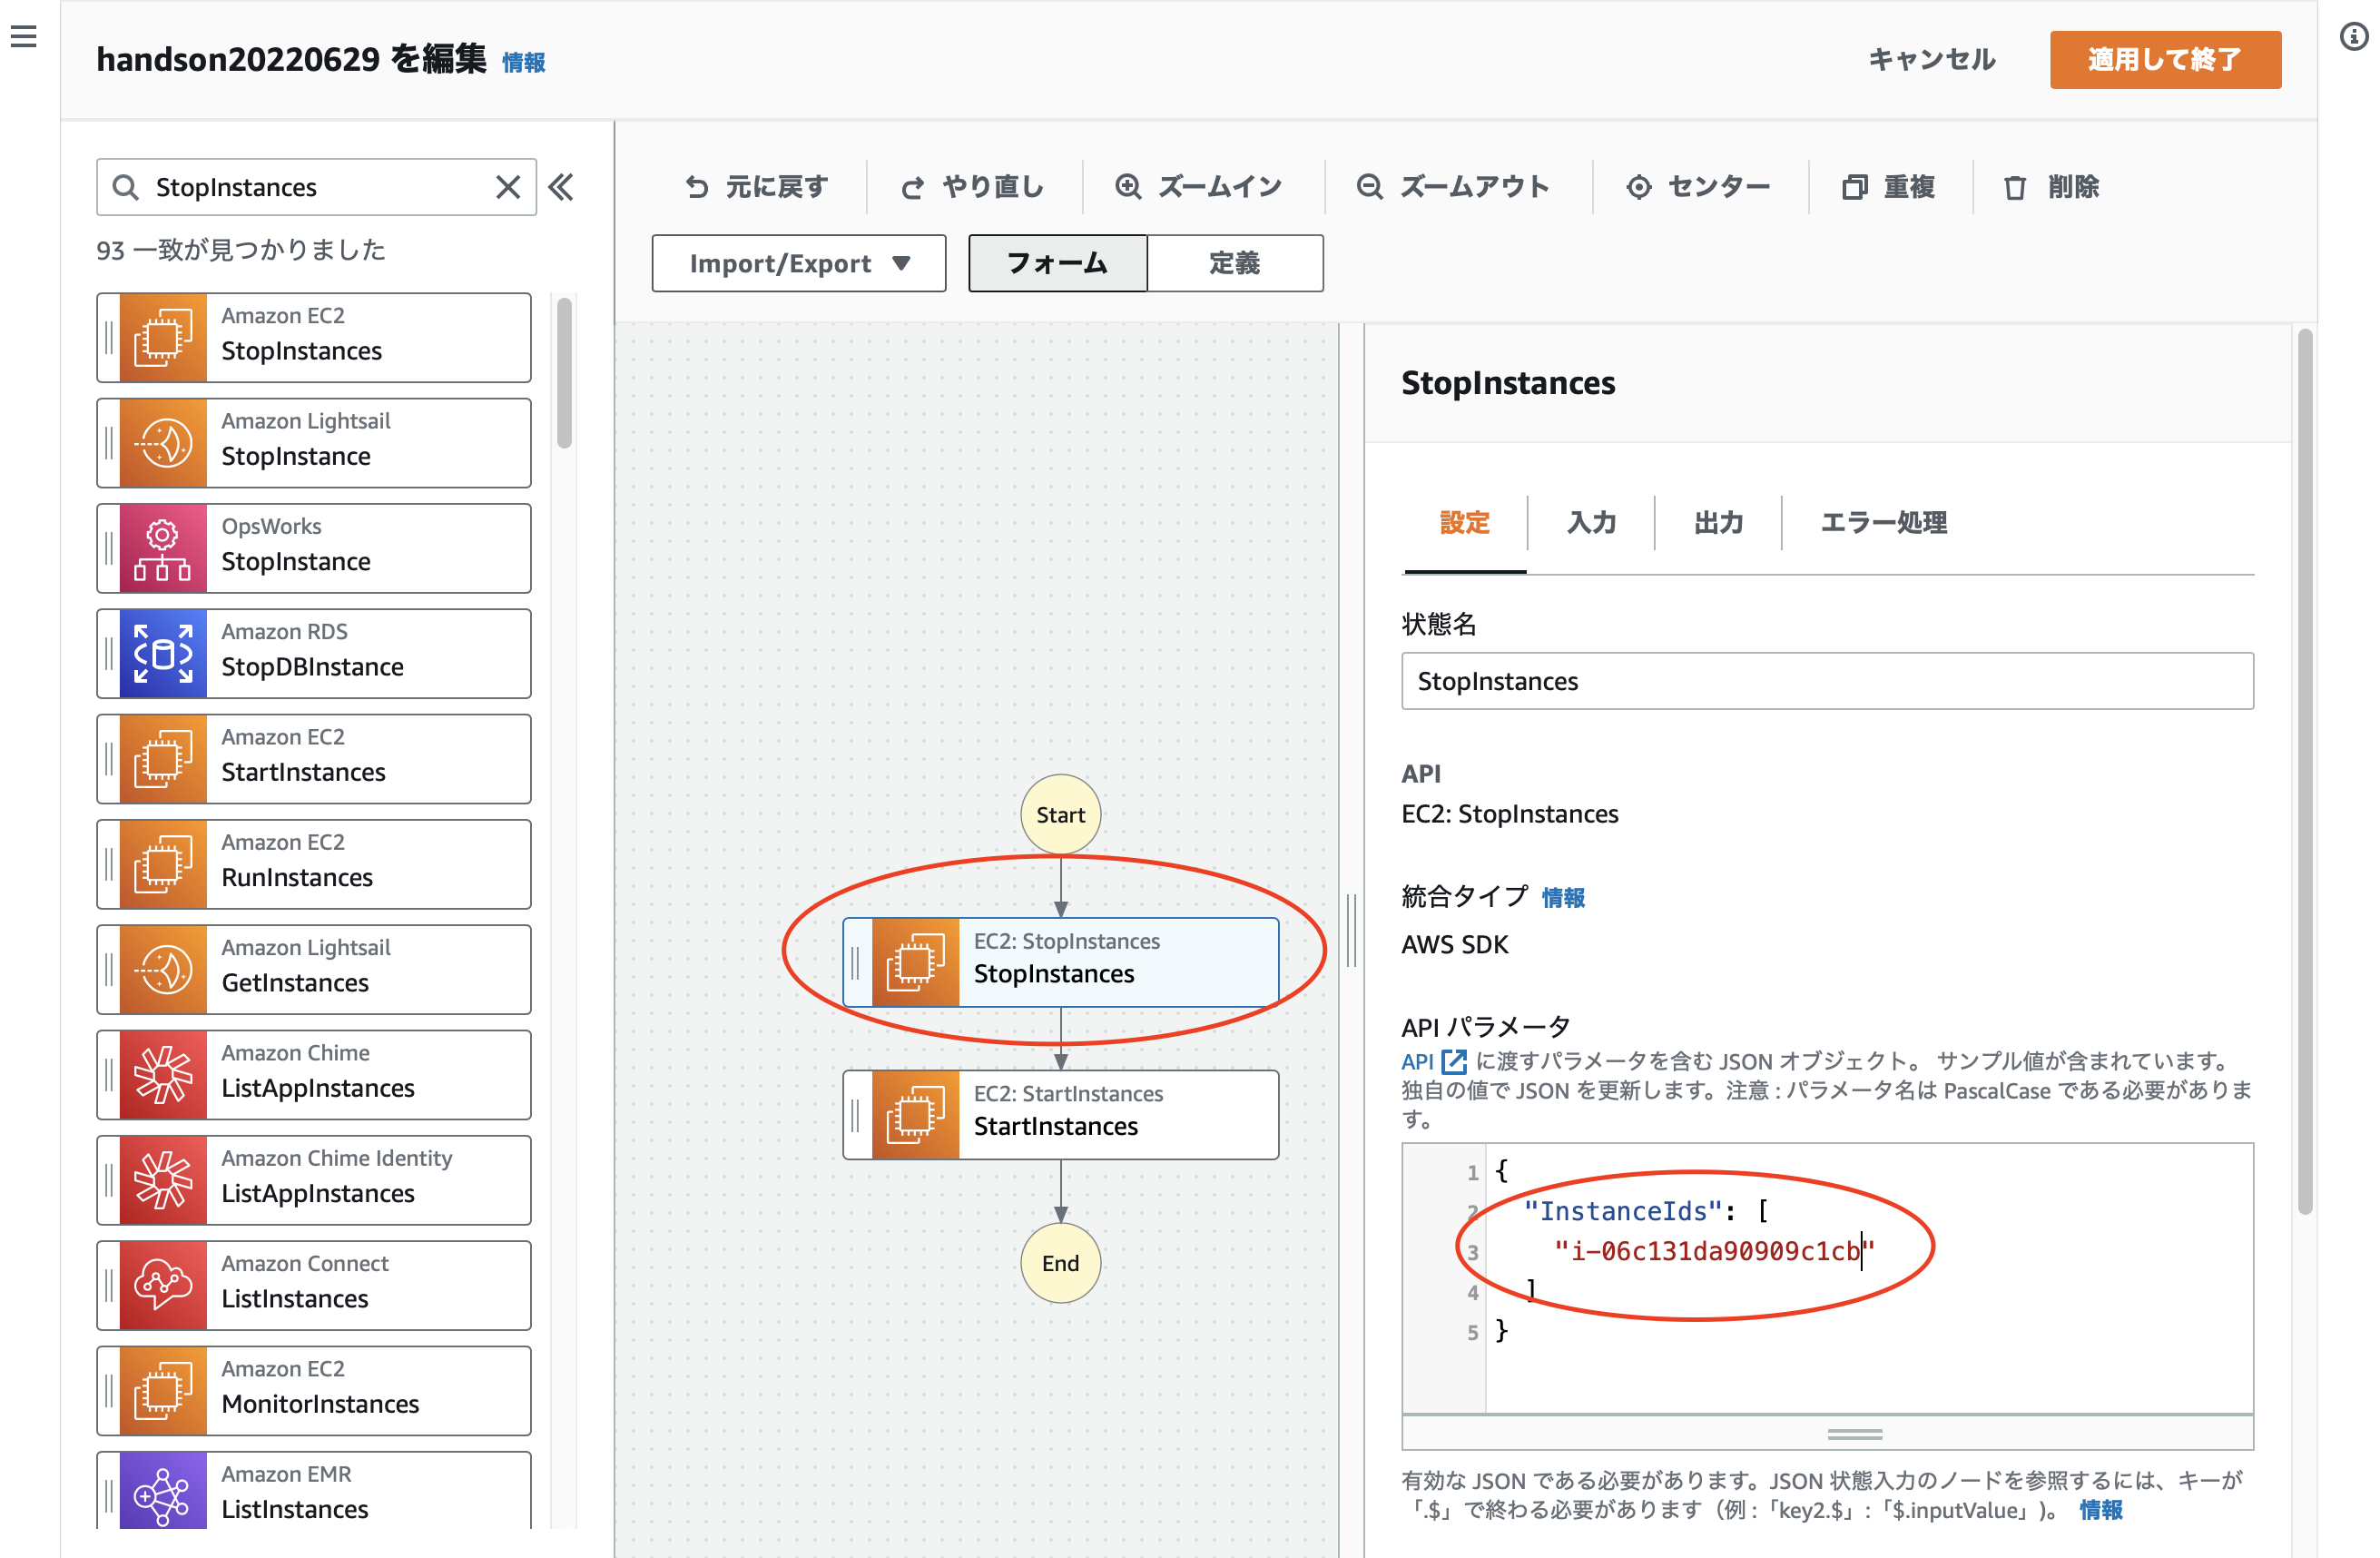 handson20220629 を編集 情報
キャンセル
適用して終了
StopInstances
93 一致が見つかりました
Amazon EC2
StopInstances
Amazon Lightsail
StopInstance
OpsWorks
StopInstance
Amazon RDS
StopDBInstance
Amazon EC2
StartInstances
Amazon EC2
RunInstances
Amazon Lightsail
GetInstances
Amazon Chime
ListAppInstances
Amazon Chime Identity
ListAppInstances
Amazon Connect
ListInstances
Amazon EC2
MonitorInstances
Amazon EMR
ListInstances
元に戻す
やり直し
ズームイン
ズームアウト
センター
重複
削除
Import/Export ▼
フォーム
定義
Start
EC2: StopInstances
StopInstances
EC2: StartInstances
StartInstances
End
StopInstances
設定
入力
出力
エラー処理
状態名
StopInstances
API
EC2: StopInstances
統合タイプ 情報
AWS SDK
API パラメータ
API に渡すパラメータを含む JSON オブジェクト。 サンプル値が含まれています。
独自の値で JSON を更新します。注意 : パラメータ名は PascalCase である必要がありま
す。
1 {
2 "InstanceIds": [
3 "i-06c131da90909c1cb"
4 ]
5 }
有効な JSON である必要があります。JSON 状態入力のノードを参照するには、キーが
「.$」で終わる必要があります（例 :「key2.$」:「$.inputValue」)。 情報